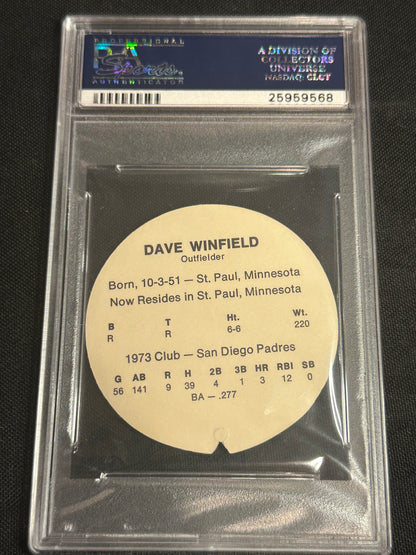 PROFESSIONAL
PSA
Sports
AUTHENTICATOR
A DIVISION OF
COLLECTORS
UNIVERSE
NASDAQ: CLCT
25959568
DAVE WINFIELD
Outfielder
Born, 10-3-51 — St. Paul, Minnesota
Now Resides in St. Paul, Minnesota
B T Ht. Wt.
R R 6-6 220
1973 Club — San Diego Padres
G AB R H 2B 3B HR RBI SB
56 141 9 39 4 1 3 12 0
BA — .277